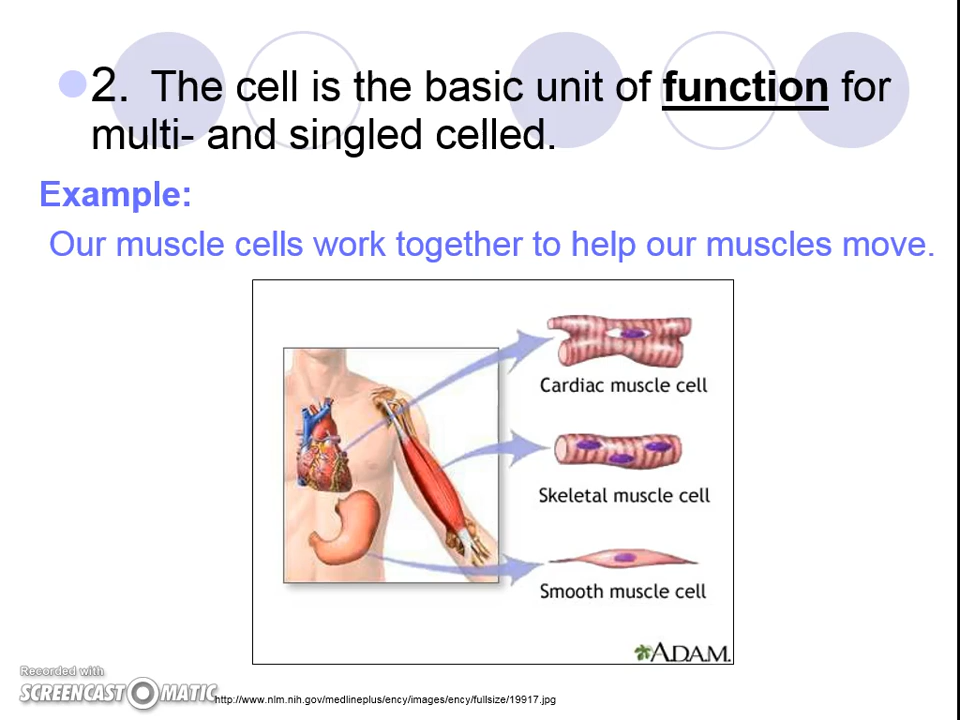 2. The cell is the basic unit of function for
multi- and singled celled.
Example:
Our muscle cells work together to help our muscles move.
Cardiac muscle cell
Skeletal muscle cell
Smooth muscle cell
ADAM.
Recorded with
SCREENCAST-O-MATIC
http://www.nlm.nih.gov/medlineplus/ency/images/ency/fullsize/19917.jpg